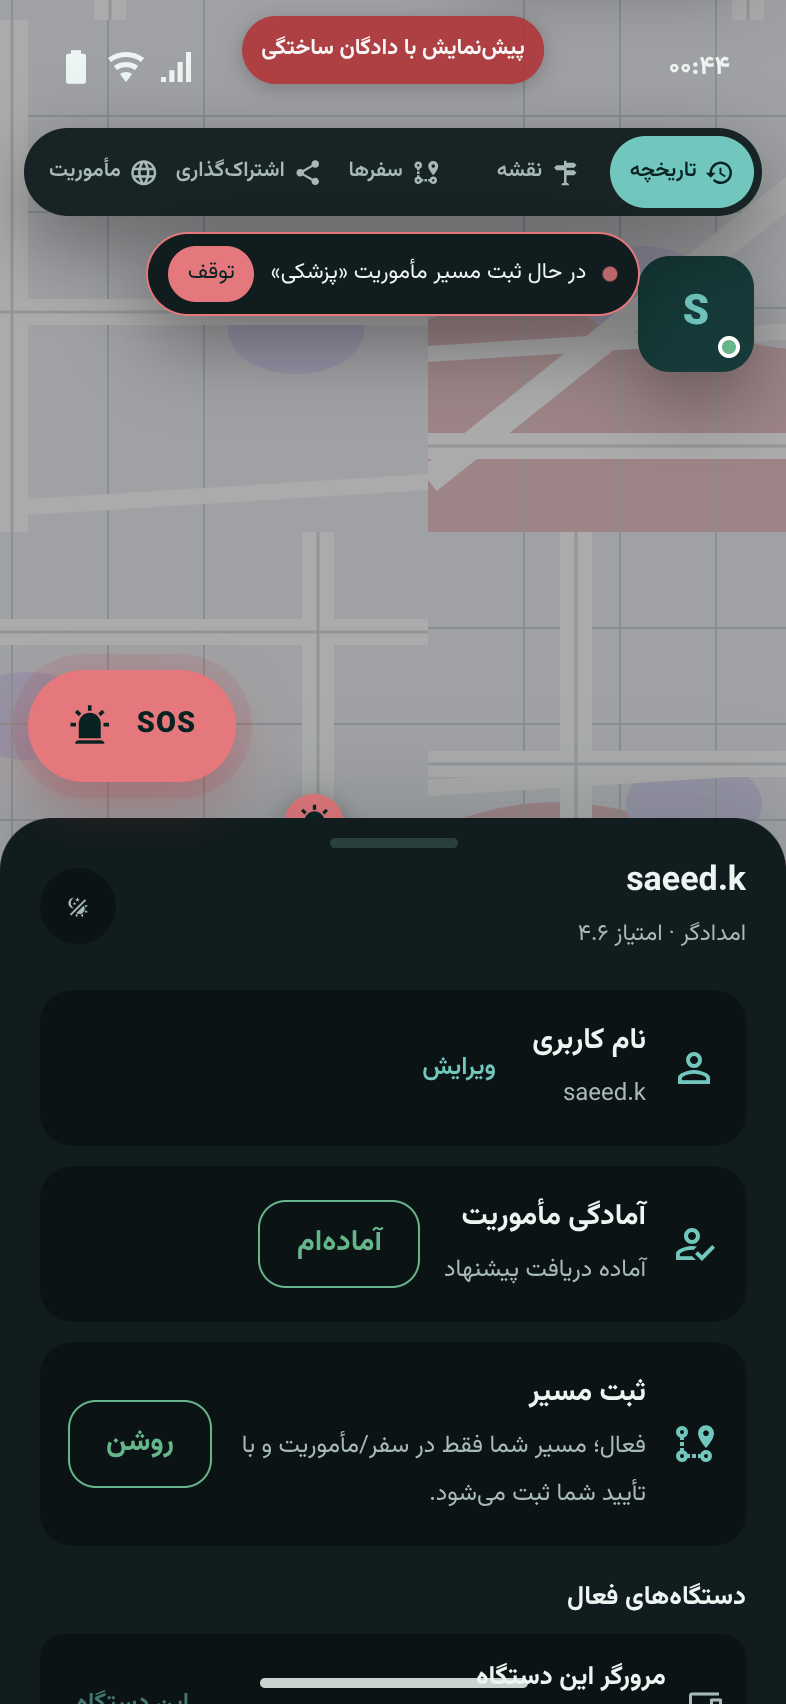 پیش‌نمایش با دادگان ساختگی
۰۰:۴۴
تاریخچه
نقشه
سفرها
اشتراک‌گذاری
مأموریت
در حال ثبت مسیر مأموریت «پزشکی»
توقف
S
SOS
saeed.k
امدادگر · امتیاز ۴.۶
نام کاربری
saeed.k
ویرایش
آمادگی مأموریت
آماده دریافت پیشنهاد
آماده‌ام
ثبت مسیر
فعال؛ مسیر شما فقط در سفر/مأموریت و با
تأیید شما ثبت می‌شود.
روشن
دستگاه‌های فعال
مرورگر این دستگاه
این دستگاه